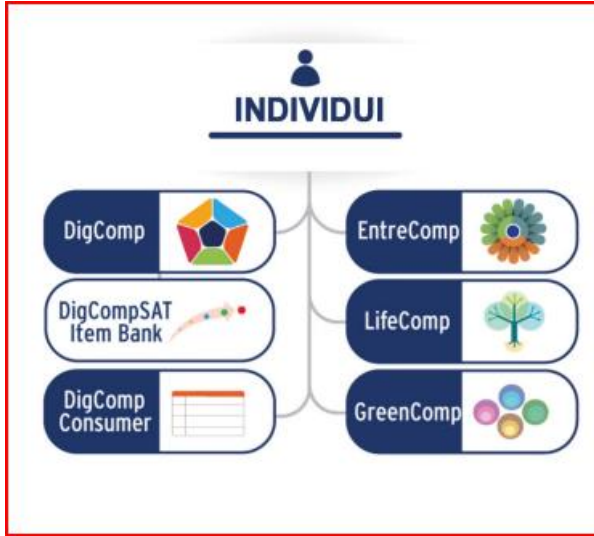 INDIVIDUI
DigComp
DigCompSAT
Item Bank
DigComp
Consumer
EntreComp
LifeComp
GreenComp